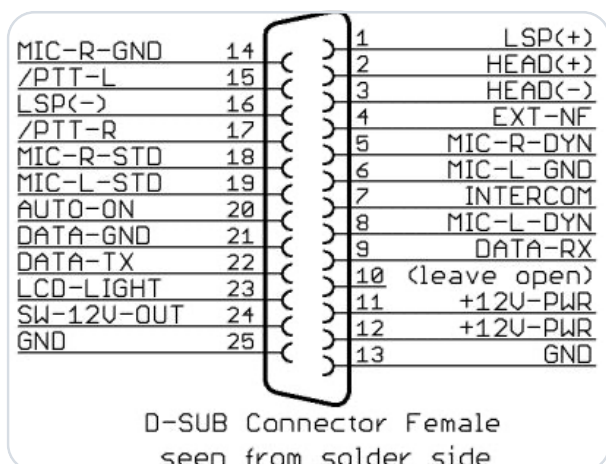 MIC-R-GND 14
/PTT-L 15
LSP(-) 16
/PTT-R 17
MIC-R-STD 18
MIC-L-STD 19
AUTO-ON 20
DATA-GND 21
DATA-TX 22
LCD-LIGHT 23
SW-12V-OUT 24
GND 25
1 LSP(+)
2 HEAD(+)
3 HEAD(-)
4 EXT-NF
5 MIC-R-DYN
6 MIC-L-GND
7 INTERCOM
8 MIC-L-DYN
9 DATA-RX
10 (leave open)
11 +12V-PWR
12 +12V-PWR
13 GND
D-SUB Connector Female
seen from solder side